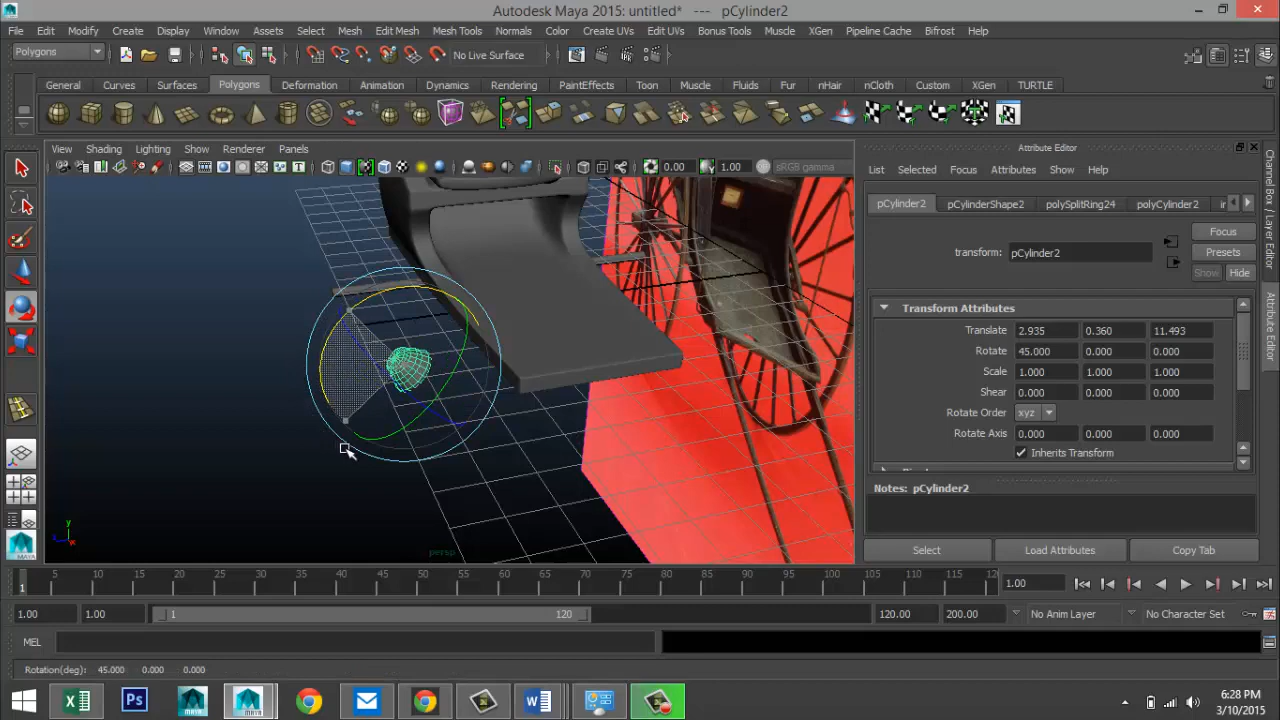 Autodesk Maya 2015: untitled* --- pCylinder2
File Edit Modify Create Display Window Assets Select Mesh Edit Mesh Mesh Tools Normals Color Create UVs Edit UVs Bonus Tools Muscle XGen Pipeline Cache Bifrost Help
Polygons No Live Surface
General Curves Surfaces Polygons Deformation Animation Dynamics Rendering PaintEffects Toon Muscle Fluids Fur nHair nCloth Custom XGen TURTLE
View Shading Lighting Show Renderer Panels
0.00 1.00 sRGB gamma
Attribute Editor
List Selected Focus Attributes Show Help
pCylinder2 pCylinderShape2 polySplitRing24 polyCylinder2 ir
Focus
transform: pCylinder2
Presets
Show Hide
Transform Attributes
Translate 2.935 0.360 11.493
Rotate 45.000 0.000 0.000
Scale 1.000 1.000 1.000
Shear 0.000 0.000 0.000
Rotate Order xyz
Rotate Axis 0.000 0.000 0.000
Inherits Transform
Notes: pCylinder2
Select Load Attributes Copy Tab
Channel Box / Layer Editor
Attribute Editor
y
z x
persp
MAYA
1 5 10 15 20 25 30 35 40 45 50 55 60 65 70 75 80 85 90 95 100 105 110 115 12
1.00
1.00 1.00 1 120 120.00 200.00 No Anim Layer No Character Set
MEL
Rotation(deg): 45.000 0.000 0.000
Ps
6:28 PM
3/10/2015